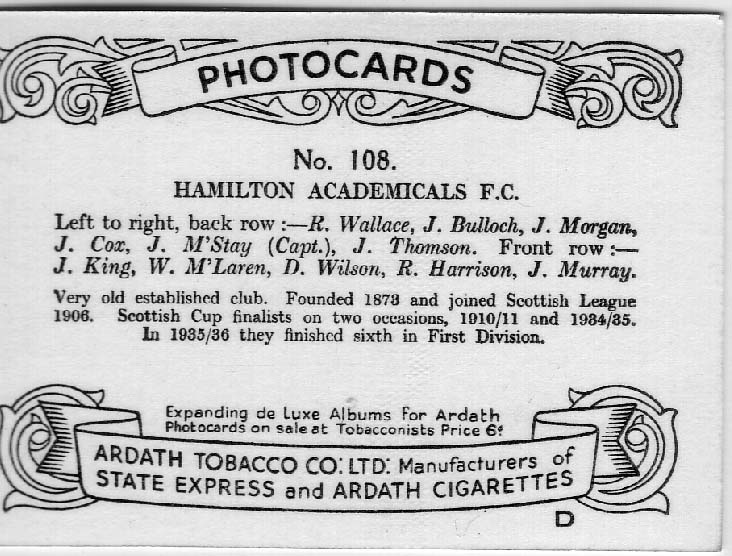 PHOTOCARDS
No. 108.
HAMILTON ACADEMICALS F.C.
Left to right, back row :—R. Wallace, J. Bulloch, J. Morgan,
J. Cox, J. M'Stay (Capt.), J. Thomson. Front row :—
J. King, W. M'Laren, D. Wilson, R. Harrison, J. Murray.
Very old established club. Founded 1873 and joined Scottish League
1906. Scottish Cup finalists on two occasions, 1910/11 and 1934/35.
In 1935/36 they finished sixth in First Division.
Expanding de Luxe Albums for Ardath
Photocards on sale at Tobacconists Price 6ᵈ
ARDATH TOBACCO CO: LTD: Manufacturers of
STATE EXPRESS and ARDATH CIGARETTES
D